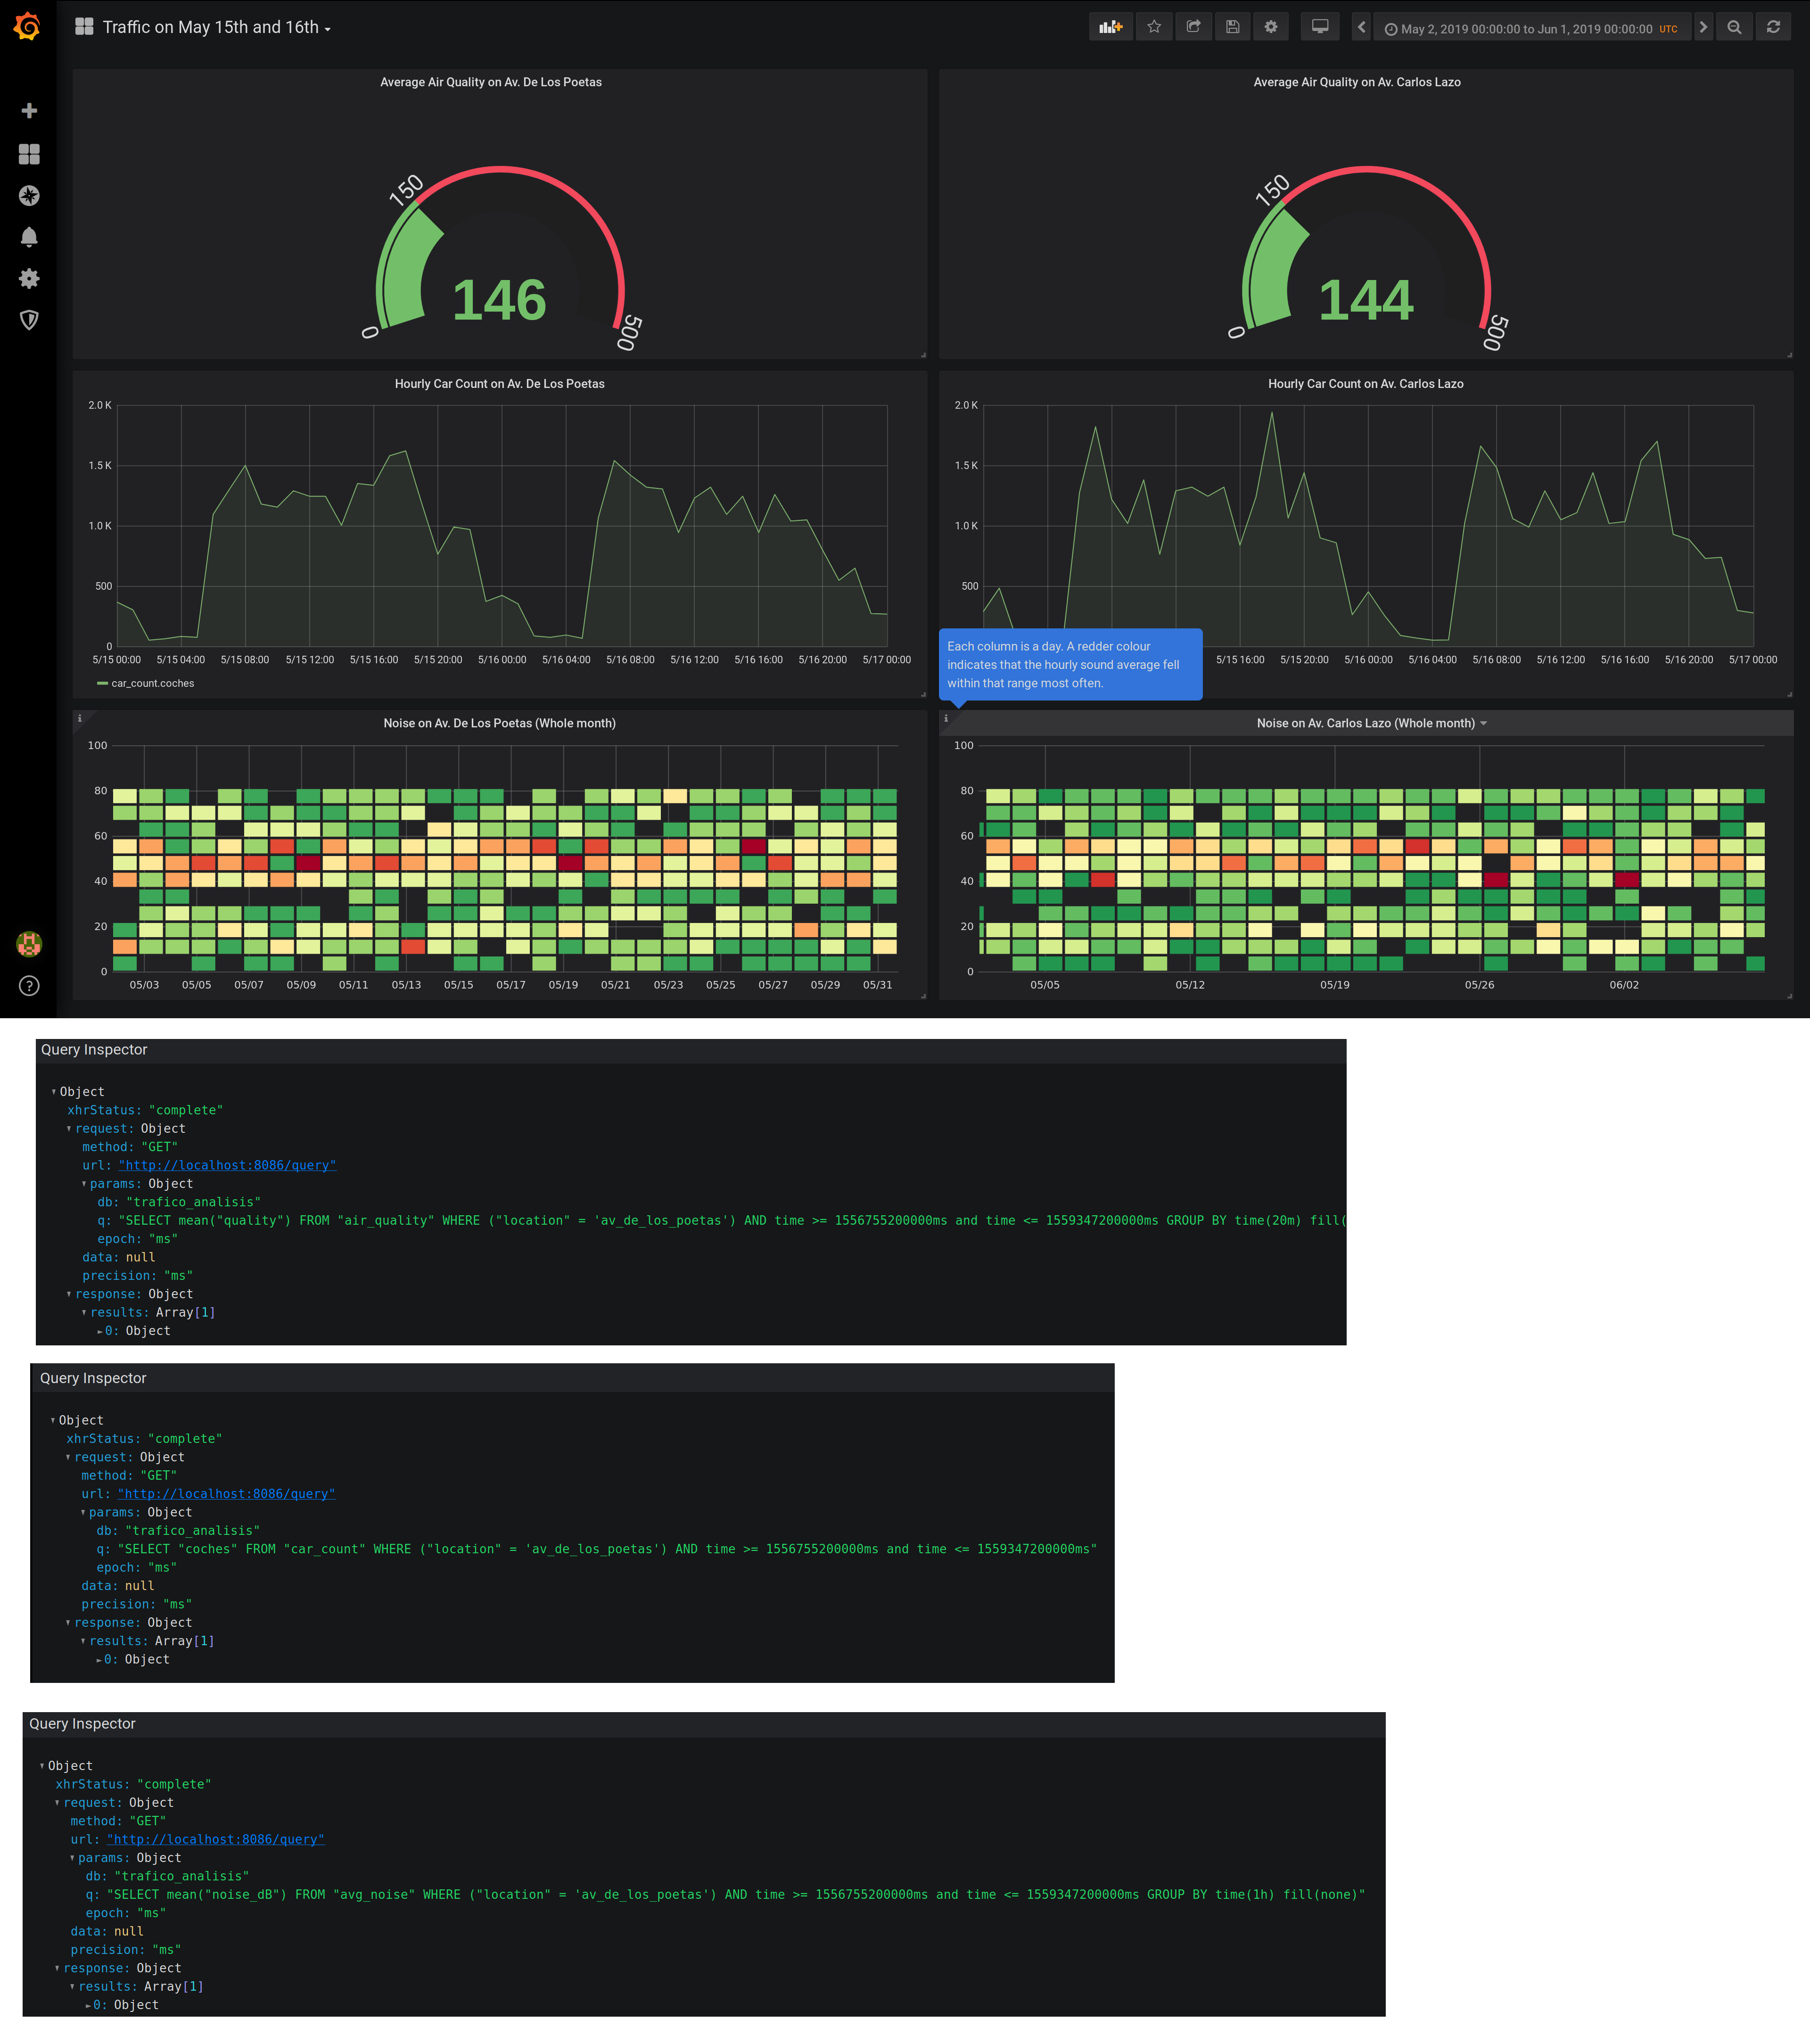 Traffic on May 15th and 16th
May 2, 2019 00:00:00 to Jun 1, 2019 00:00:00 UTC
Average Air Quality on Av. De Los Poetas
0
150
500
146
Average Air Quality on Av. Carlos Lazo
0
150
500
144
Hourly Car Count on Av. De Los Poetas
2.0 K
1.5 K
1.0 K
500
0
5/15 00:00 5/15 04:00 5/15 08:00 5/15 12:00 5/15 16:00 5/15 20:00 5/16 00:00 5/16 04:00 5/16 08:00 5/16 12:00 5/16 16:00 5/16 20:00 5/17 00:00
car_count.coches
Hourly Car Count on Av. Carlos Lazo
2.0 K
1.5 K
1.0 K
500
5/15 16:00 5/15 20:00 5/16 00:00 5/16 04:00 5/16 08:00 5/16 12:00 5/16 16:00 5/16 20:00 5/17 00:00
Each column is a day. A redder colour
indicates that the hourly sound average fell
within that range most often.
i
Noise on Av. De Los Poetas (Whole month)
100
80
60
40
20
0
05/03 05/05 05/07 05/09 05/11 05/13 05/15 05/17 05/19 05/21 05/23 05/25 05/27 05/29 05/31
i
Noise on Av. Carlos Lazo (Whole month)
100
80
60
40
20
0
05/05 05/12 05/19 05/26 06/02
Query Inspector
Object
xhrStatus: "complete"
request: Object
method: "GET"
url: "http://localhost:8086/query"
params: Object
db: "trafico_analisis"
q: "SELECT mean("quality") FROM "air_quality" WHERE ("location" = 'av_de_los_poetas') AND time >= 1556755200000ms and time <= 1559347200000ms GROUP BY time(20m) fill(
epoch: "ms"
data: null
precision: "ms"
response: Object
results: Array[1]
0: Object
Query Inspector
Object
xhrStatus: "complete"
request: Object
method: "GET"
url: "http://localhost:8086/query"
params: Object
db: "trafico_analisis"
q: "SELECT "coches" FROM "car_count" WHERE ("location" = 'av_de_los_poetas') AND time >= 1556755200000ms and time <= 1559347200000ms"
epoch: "ms"
data: null
precision: "ms"
response: Object
results: Array[1]
0: Object
Query Inspector
Object
xhrStatus: "complete"
request: Object
method: "GET"
url: "http://localhost:8086/query"
params: Object
db: "trafico_analisis"
q: "SELECT mean("noise_dB") FROM "avg_noise" WHERE ("location" = 'av_de_los_poetas') AND time >= 1556755200000ms and time <= 1559347200000ms GROUP BY time(1h) fill(none)"
epoch: "ms"
data: null
precision: "ms"
response: Object
results: Array[1]
0: Object